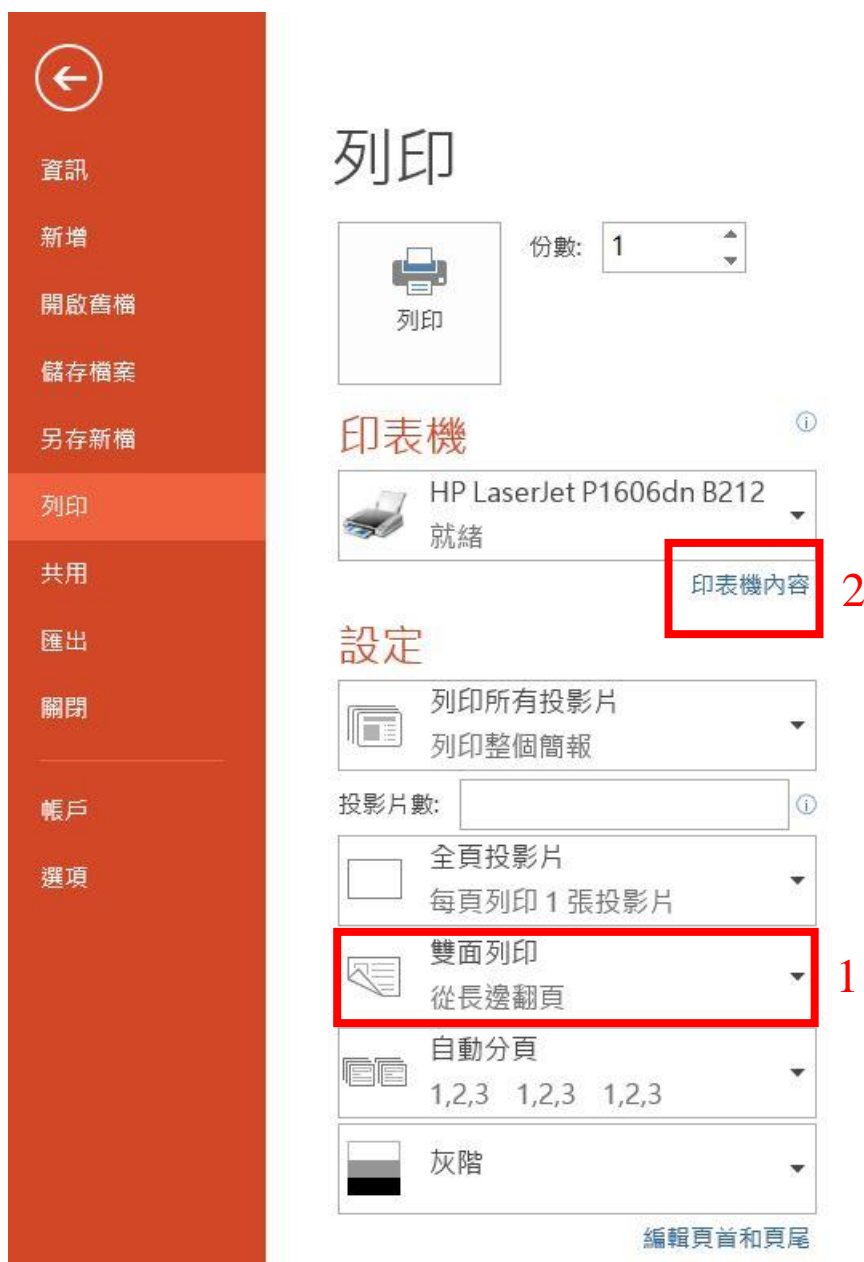 資訊
新增
開啟舊檔
儲存檔案
另存新檔
列印
共用
匯出
關閉
帳戶
選項
列印
列印
份數: 1
印表機
HP LaserJet P1606dn B212
就緒
印表機內容 2
設定
列印所有投影片
列印整個簡報
投影片數:
全頁投影片
每頁列印 1 張投影片
雙面列印
從長邊翻頁
1
自動分頁
1,2,3 1,2,3 1,2,3
灰階
編輯頁首和頁尾